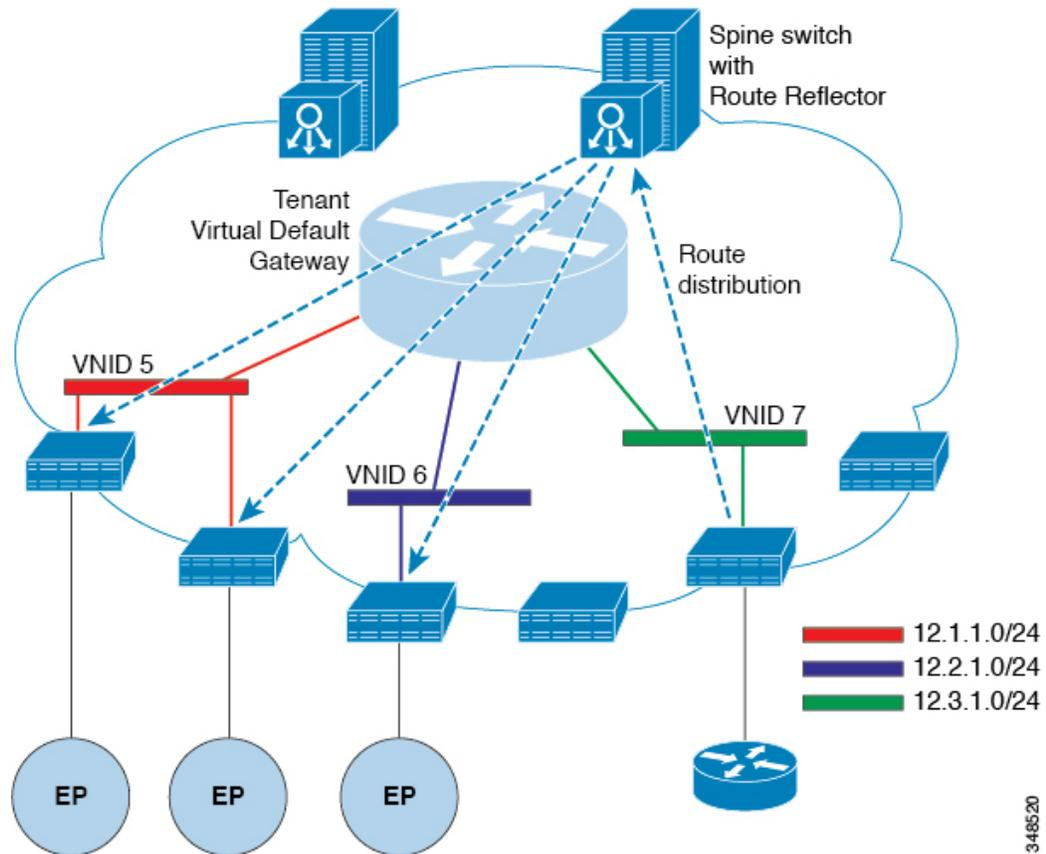 Spine switch
with
Route Reflector
Tenant
Virtual Default
Gateway
Route
distribution
VNID 5
VNID 7
VNID 6
12.1.1.0/24
12.2.1.0/24
12.3.1.0/24
EP
EP
EP
348520